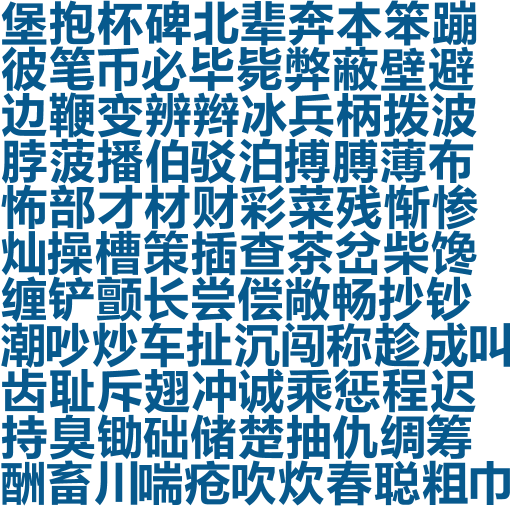 堡抱杯碑北辈奔本笨蹦
彼笔币必毕毙弊蔽壁避
边鞭变辨辫冰兵柄拨波
脖菠播伯驳泊搏膊薄布
怖部才材财彩菜残惭惨
灿操槽策插查茶岔柴馋
缠铲颤长尝偿敞畅抄钞
潮吵炒车扯沉闯称趁成叫
齿耻斥翅冲诚乘惩程迟
持臭锄础储楚抽仇绸筹
酬畜川喘疮吹炊春聪粗巾